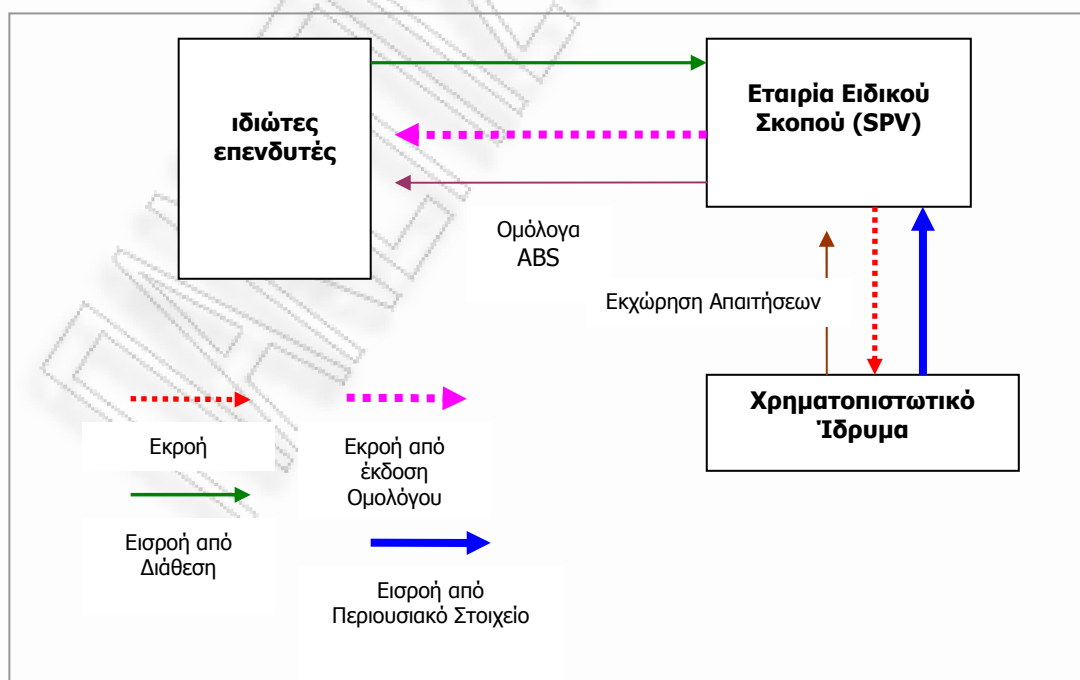 ιδιώτες
επενδυτές
Εταιρία Ειδικού
Σκοπού (SPV)
Ομόλογα
ABS
Εκχώρηση Απαιτήσεων
Χρηματοπιστωτικό
Ίδρυμα
Εκροή
Εκροή από
έκδοση
Ομολόγου
Εισροή από
Διάθεση
Εισροή από
Περιουσιακό Στοιχείο